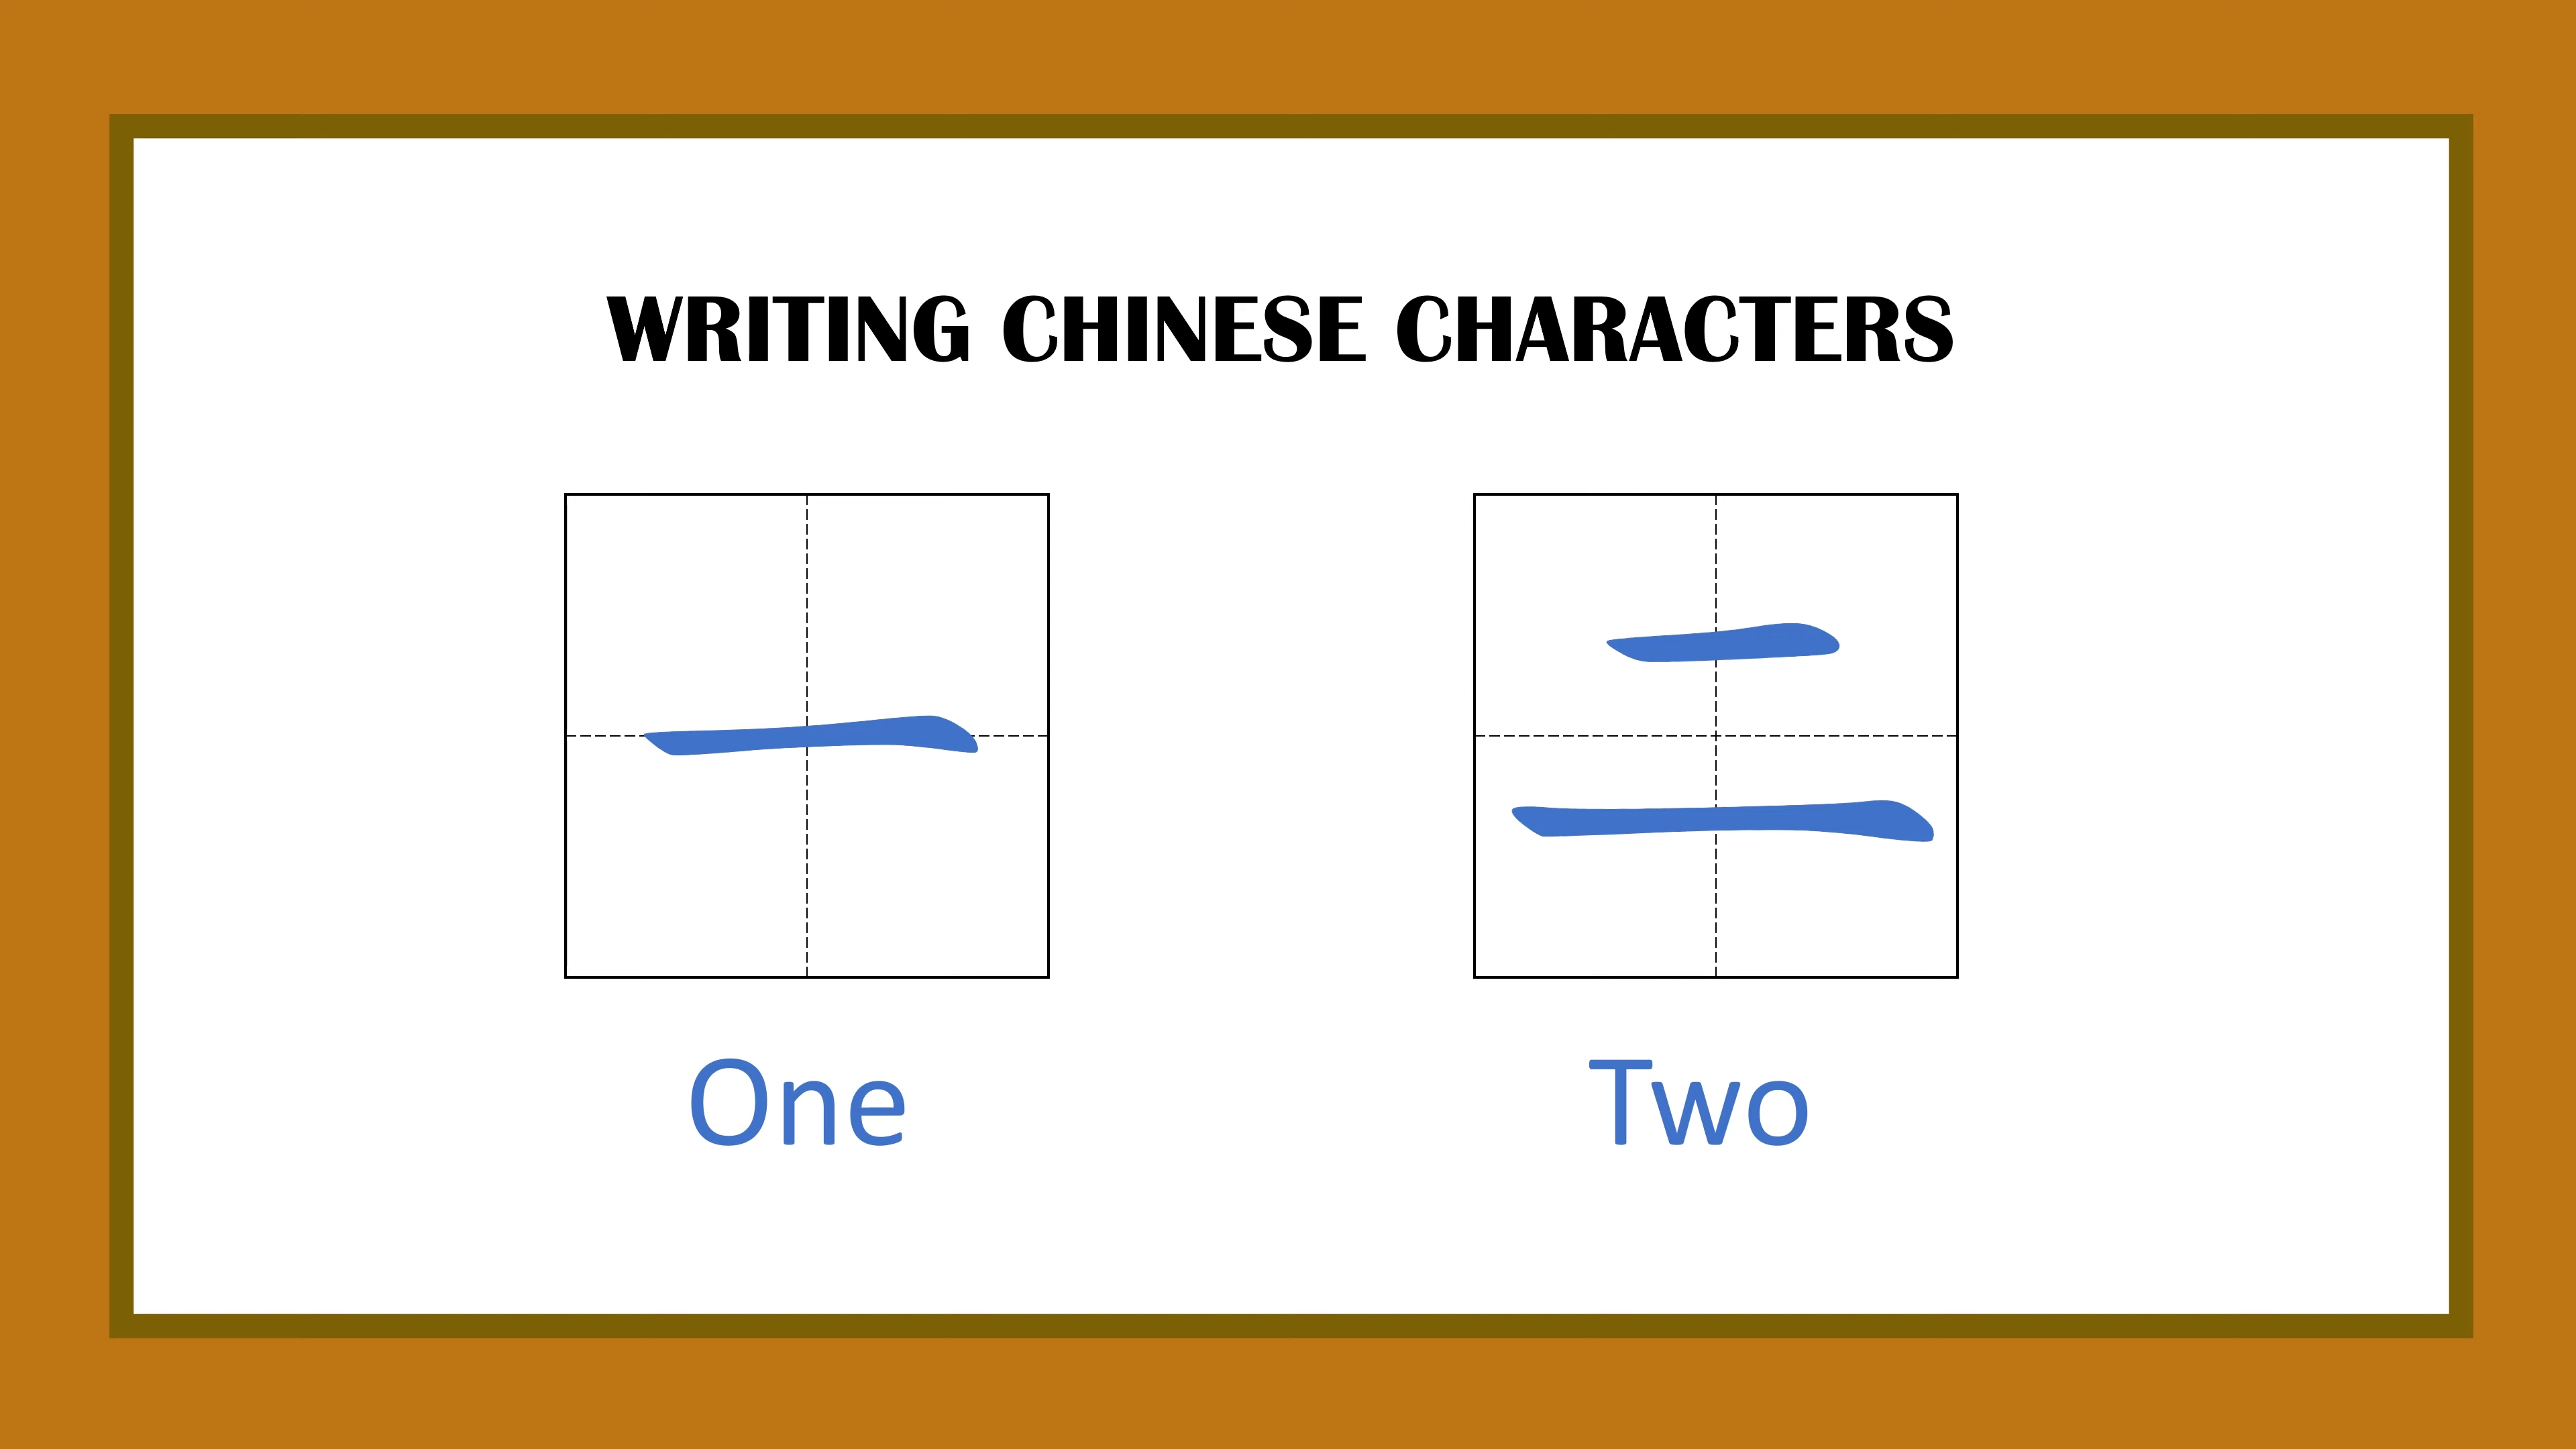 WRITING CHINESE CHARACTERS
一 二
One Two